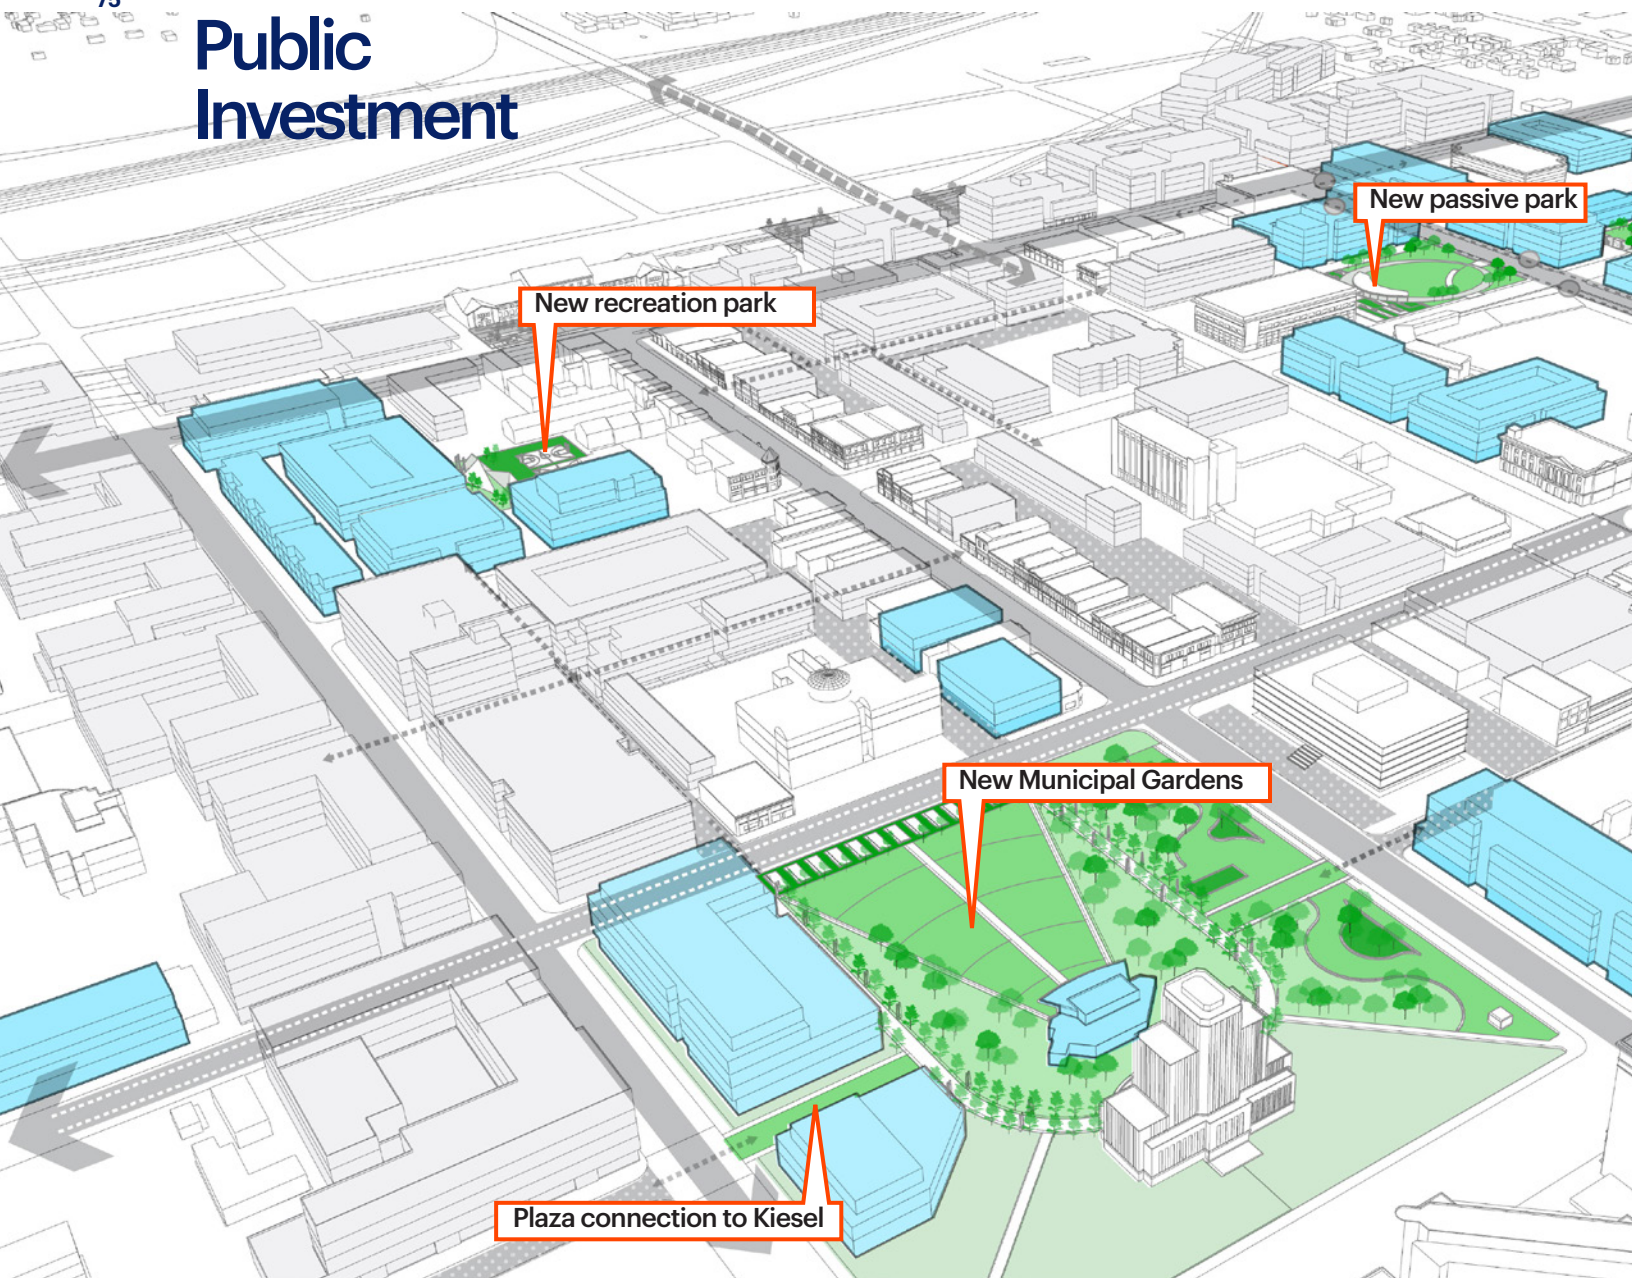 Public
Investment
New passive park
New recreation park
New Municipal Gardens
Plaza connection to Kiesel